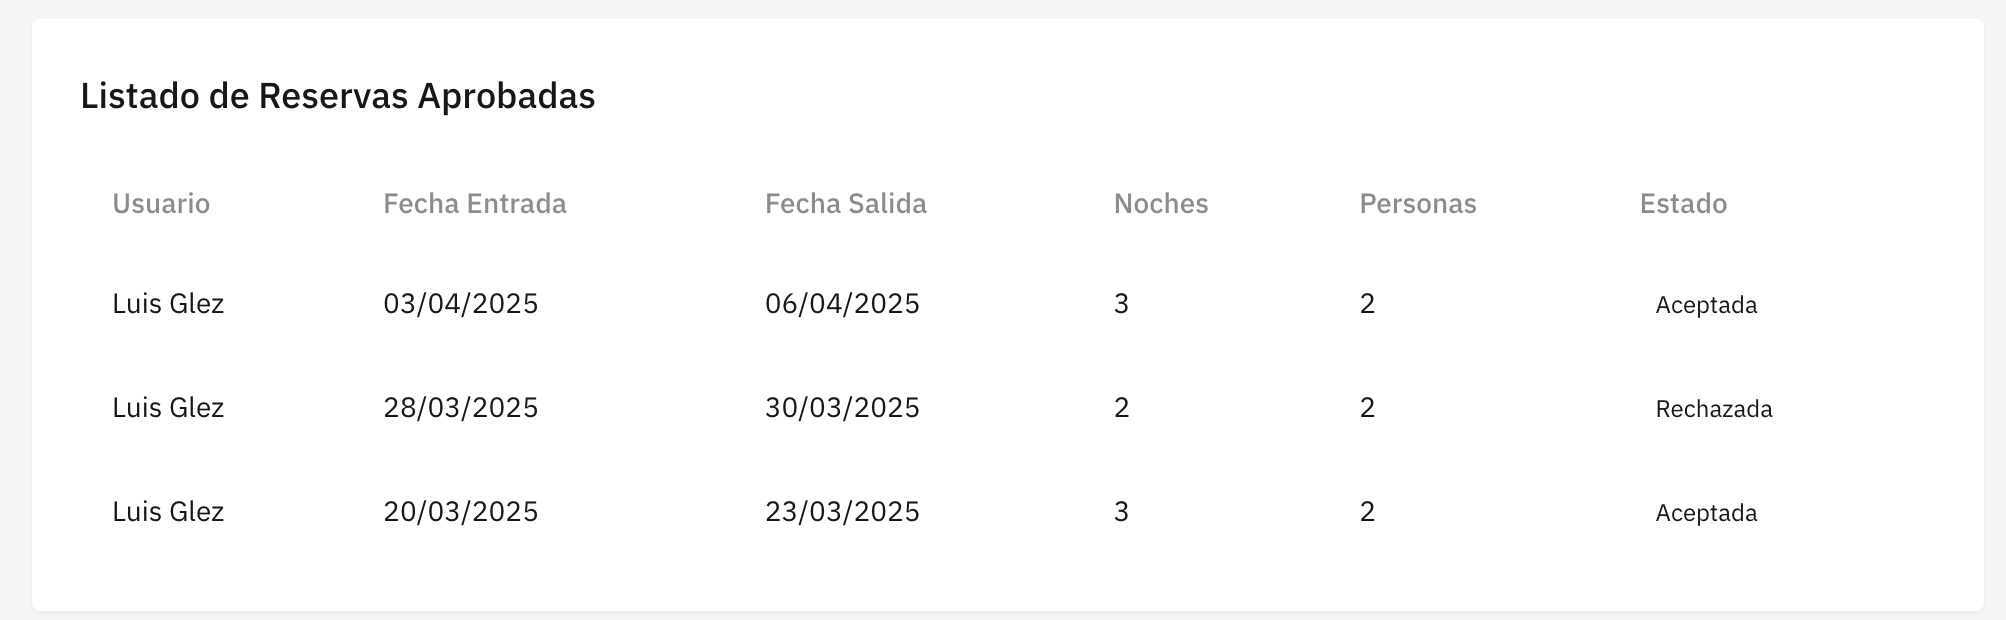 Listado de Reservas Aprobadas
Usuario Fecha Entrada Fecha Salida Noches Personas Estado
Luis Glez 03/04/2025 06/04/2025 3 2 Aceptada
Luis Glez 28/03/2025 30/03/2025 2 2 Rechazada
Luis Glez 20/03/2025 23/03/2025 3 2 Aceptada